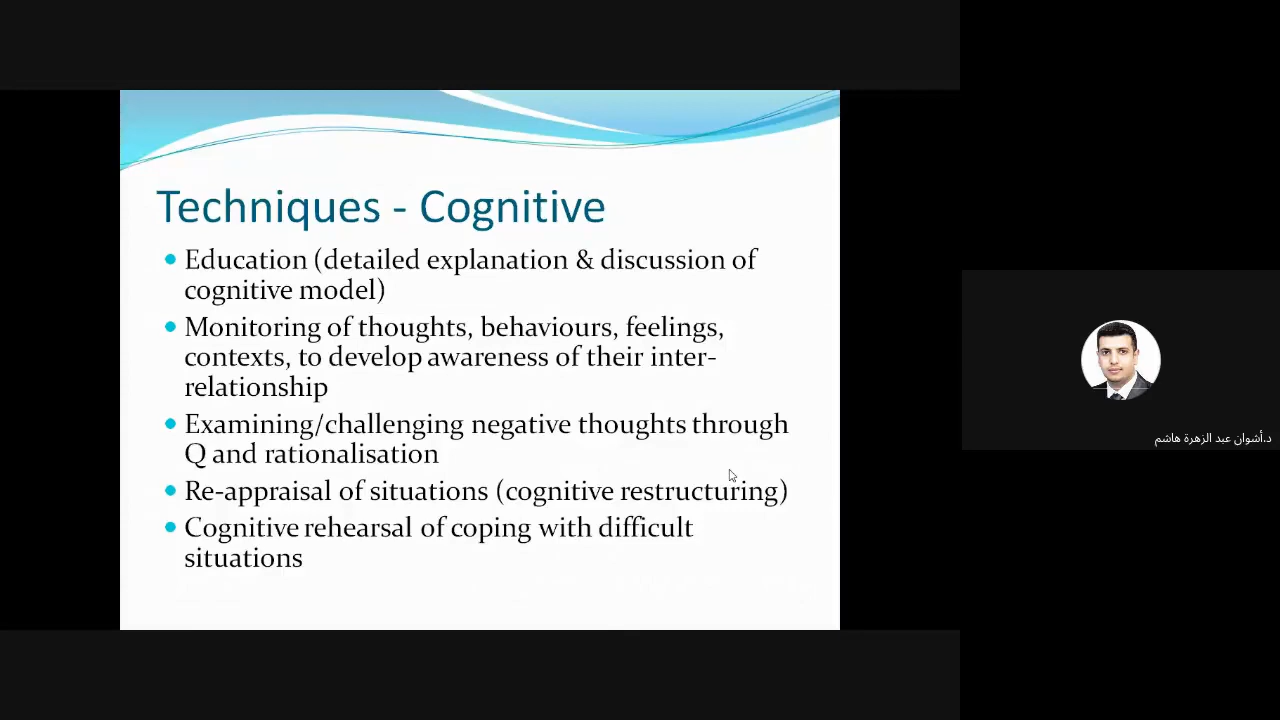 Techniques - Cognitive
Education (detailed explanation & discussion of
cognitive model)
Monitoring of thoughts, behaviours, feelings,
contexts, to develop awareness of their inter-
relationship
Examining/challenging negative thoughts through
Q and rationalisation
Re-appraisal of situations (cognitive restructuring)
Cognitive rehearsal of coping with difficult
situations
د.أشوان عبد الزهرة هاشم